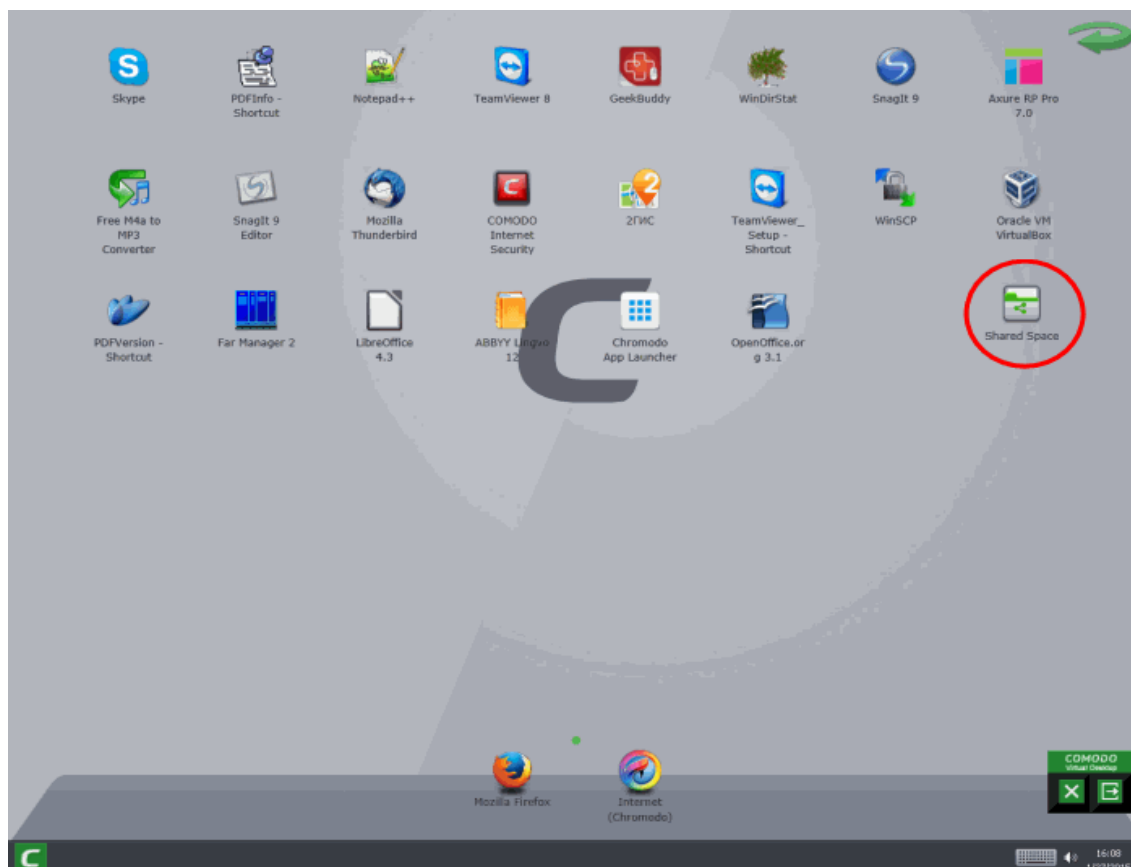 Skype
PDFInfo -
Shortcut
Notepad++
TeamViewer 8
GeekBuddy
WinDirStat
SnagIt 9
Axure RP Pro
7.0
Free M4a to
MP3
Converter
SnagIt 9
Editor
Mozilla
Thunderbird
COMODO
Internet
Security
2ГИС
TeamViewer_
Setup -
Shortcut
WinSCP
Oracle VM
VirtualBox
PDFVersion -
Shortcut
Far Manager 2
LibreOffice
4.3
ABBYY Lingvo
12
Chromodo
App Launcher
OpenOffice.or
g 3.1
Shared Space
Mozilla Firefox
Internet
(Chromodo)
COMODO
Virtual Desktop
16:08